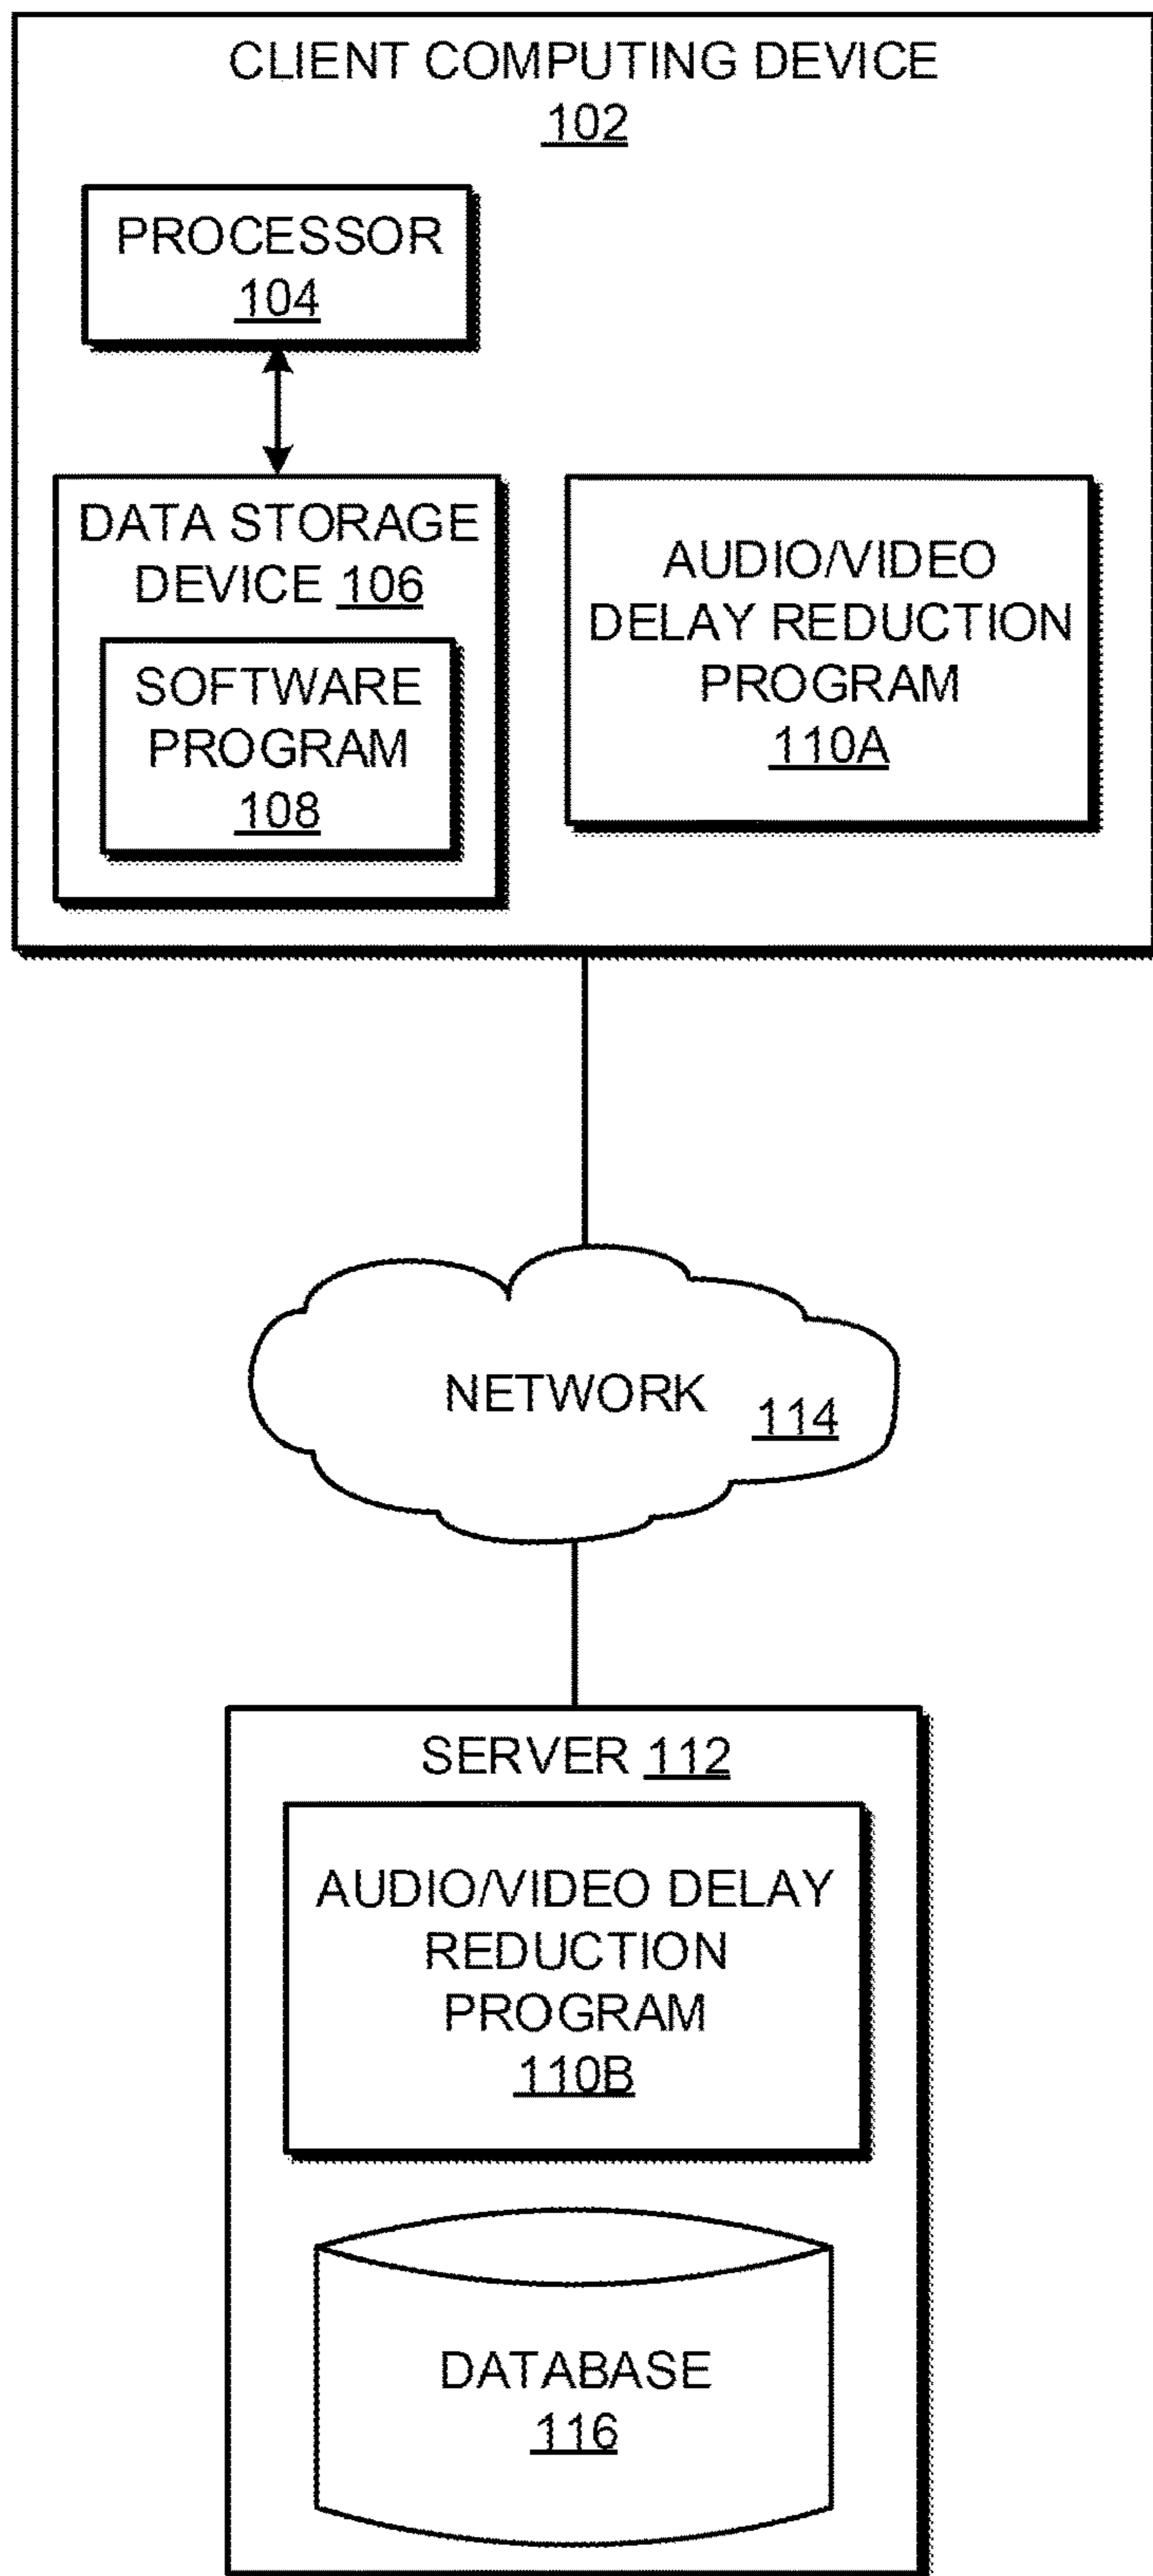 CLIENT COMPUTING DEVICE
102
PROCESSOR
104
DATA STORAGE
DEVICE 106
SOFTWARE
PROGRAM
108
AUDIO/VIDEO
DELAY REDUCTION
PROGRAM
110A
NETWORK 114
SERVER 112
AUDIO/VIDEO DELAY
REDUCTION
PROGRAM
110B
DATABASE
116